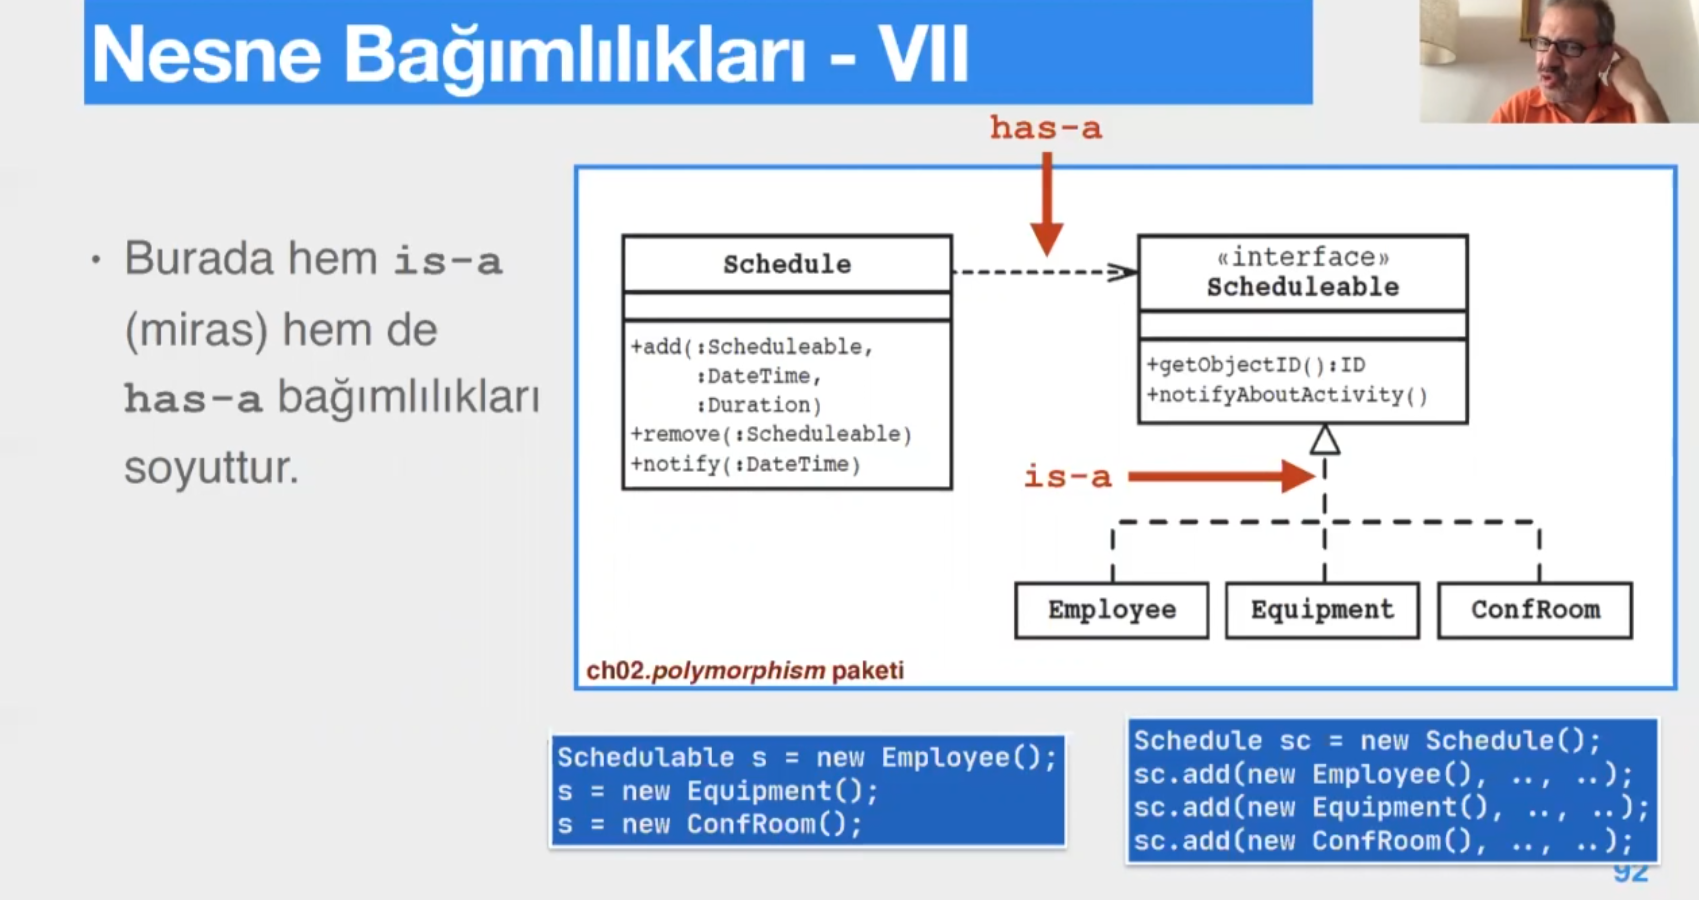 Nesne Bağımlılıkları - VII
has-a
• Burada hem is-a
(miras) hem de
has-a bağımlılıkları
soyuttur.
Schedule
+add(:Scheduleable,
:DateTime,
:Duration)
+remove(:Scheduleable)
+notify(:DateTime)
«interface»
Scheduleable
+getObjectID():ID
+notifyAboutActivity()
is-a
Employee
Equipment
ConfRoom
ch02.polymorphism paketi
Schedulable s = new Employee();
s = new Equipment();
s = new ConfRoom();
Schedule sc = new Schedule();
sc.add(new Employee(), .., ..);
sc.add(new Equipment(), .., ..);
sc.add(new ConfRoom(), .., ..);
92